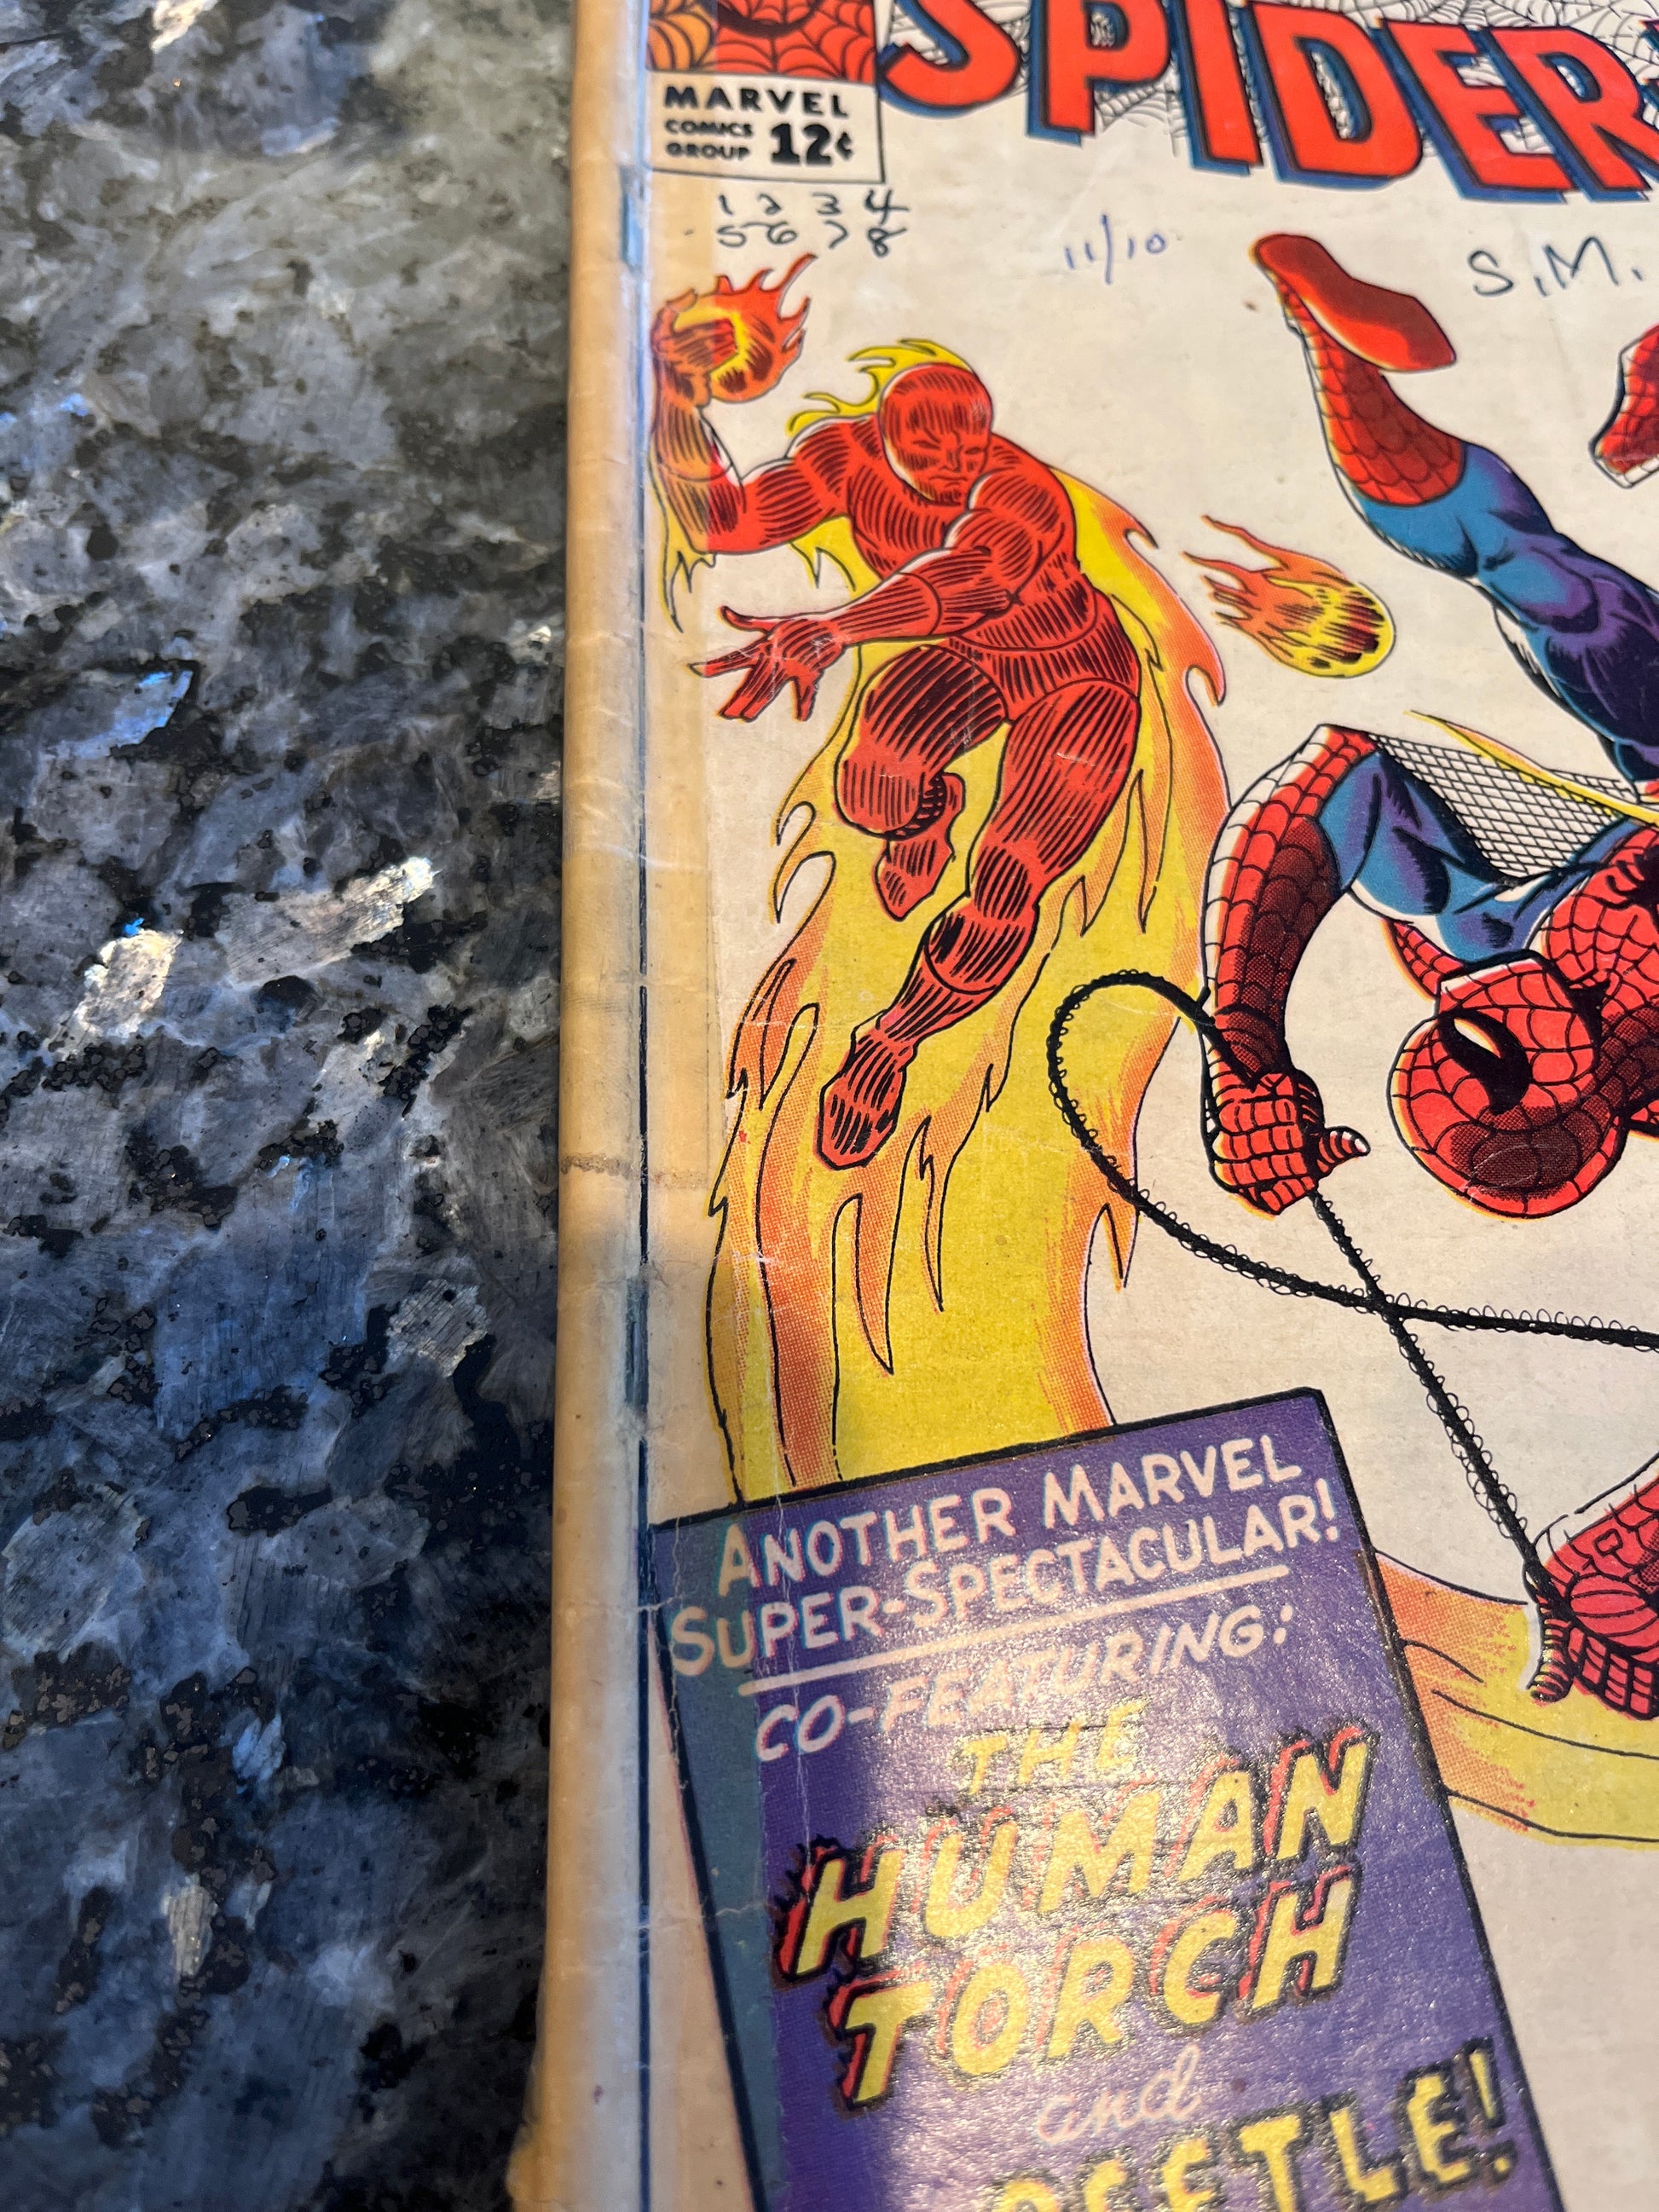 SPIDER
MARVEL
COMICS
GROUP 12¢
1 2 3 4
5 6 7 8
11/10
S.M.
ANOTHER MARVEL
SUPER-SPECTACULAR!
CO-FEATURING:
THE
HUMAN
TORCH
and
BEETLE!